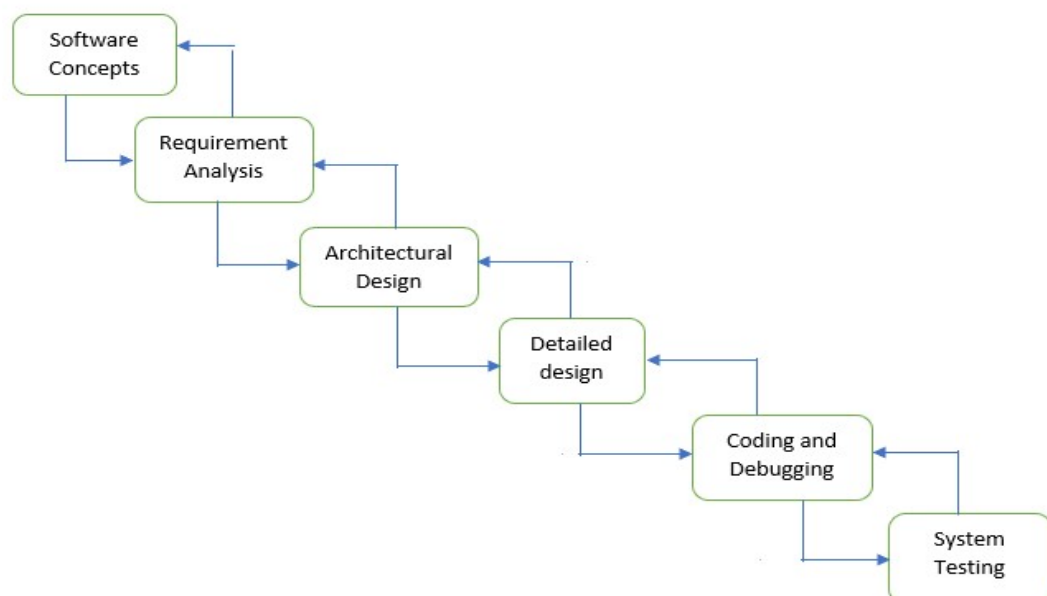 Software
Concepts
Requirement
Analysis
Architectural
Design
Detailed
design
Coding and
Debugging
System
Testing